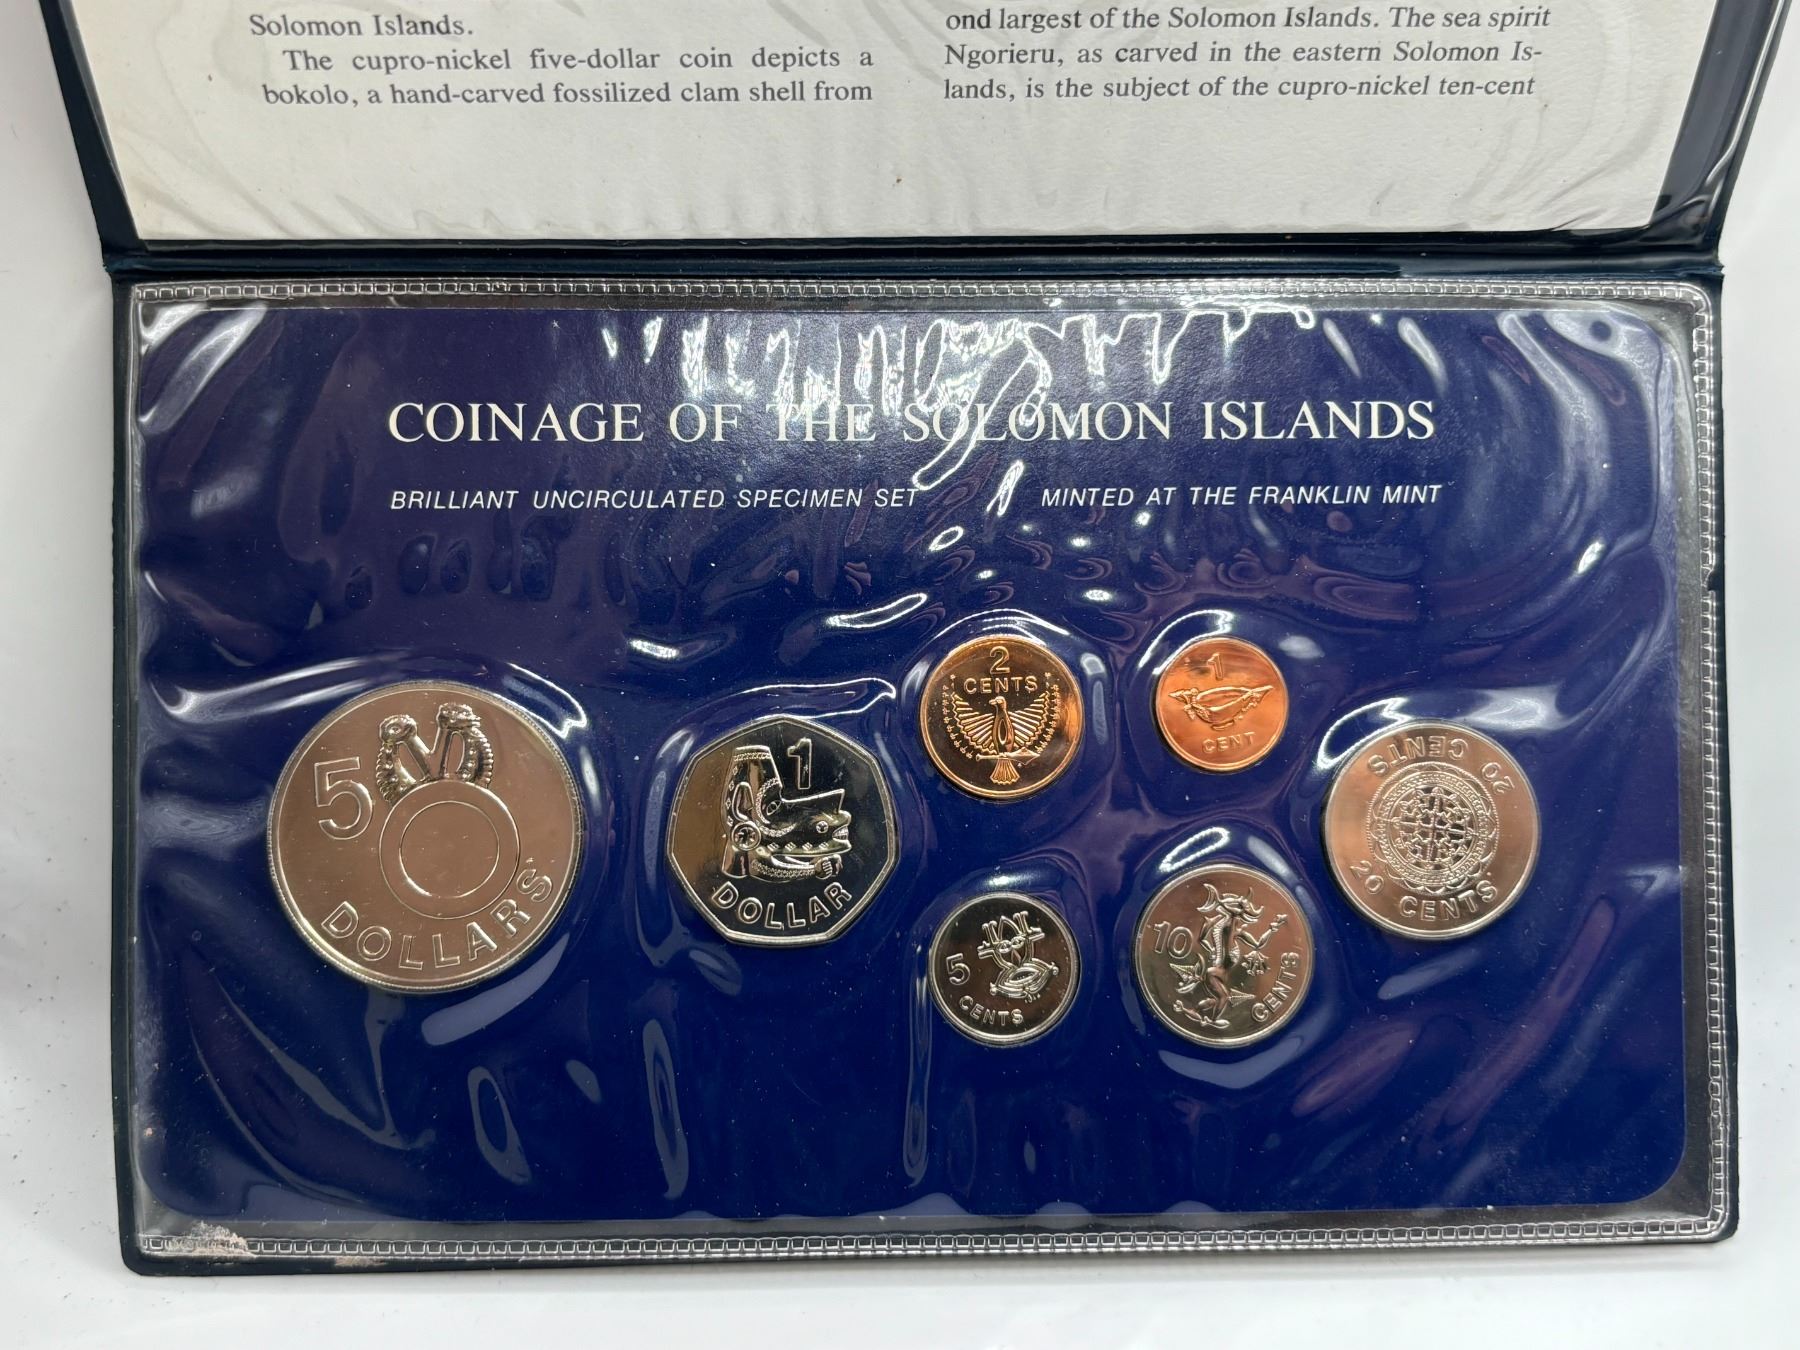 Solomon Islands.
The cupro-nickel five-dollar coin depicts a
bokolo, a hand-carved fossilized clam shell from
ond largest of the Solomon Islands. The sea spirit
Ngorieru, as carved in the eastern Solomon Is-
lands, is the subject of the cupro-nickel ten-cent
COINAGE OF THE SOLOMON ISLANDS
BRILLIANT UNCIRCULATED SPECIMEN SET
MINTED AT THE FRANKLIN MINT
5
DOLLARS
1
DOLLAR
2
CENTS
1
CENT
5
CENTS
10
CENTS
20
CENTS
20
CENTS